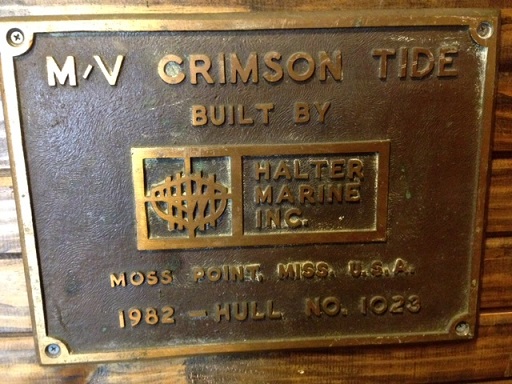 M/V CRIMSON TIDE
BUILT BY
HALTER
MARINE
INC.
MOSS POINT, MISS. U.S.A.
1982 - HULL NO. 1023